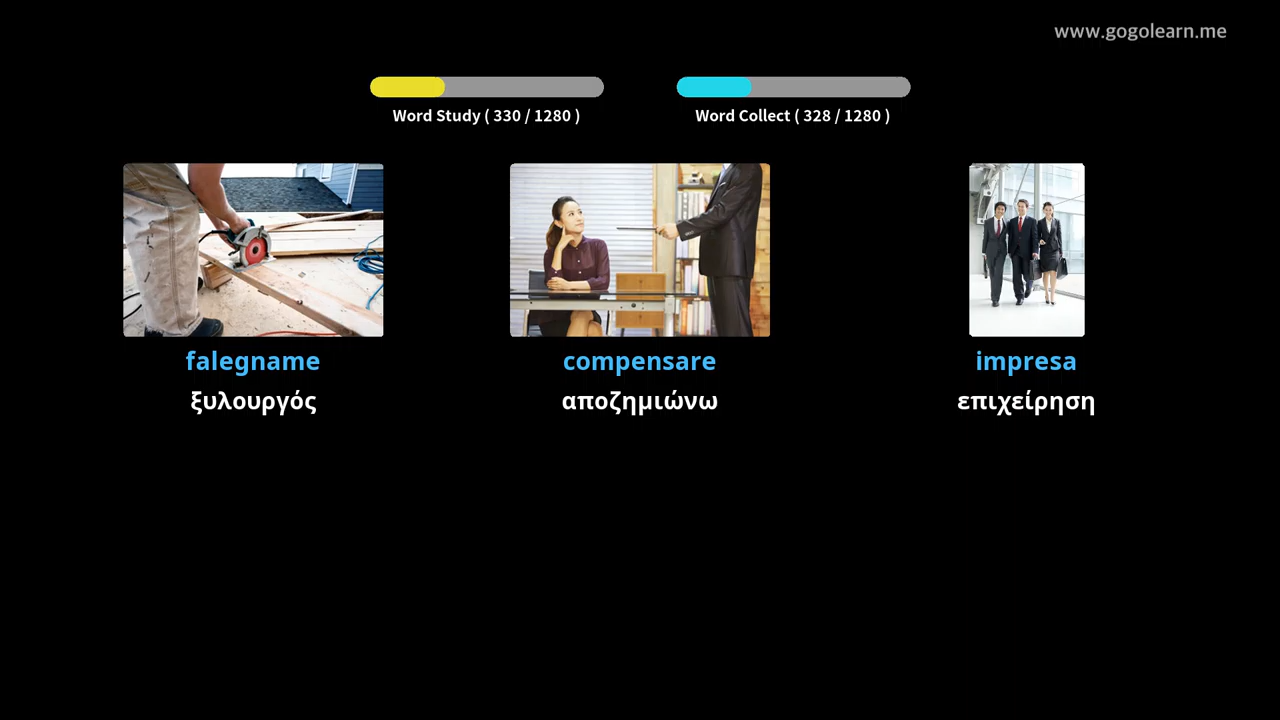 www.gogolearn.me
Word Study ( 330 / 1280 )
Word Collect ( 328 / 1280 )
falegname
ξυλουργός
compensare
αποζημιώνω
impresa
επιχείρηση